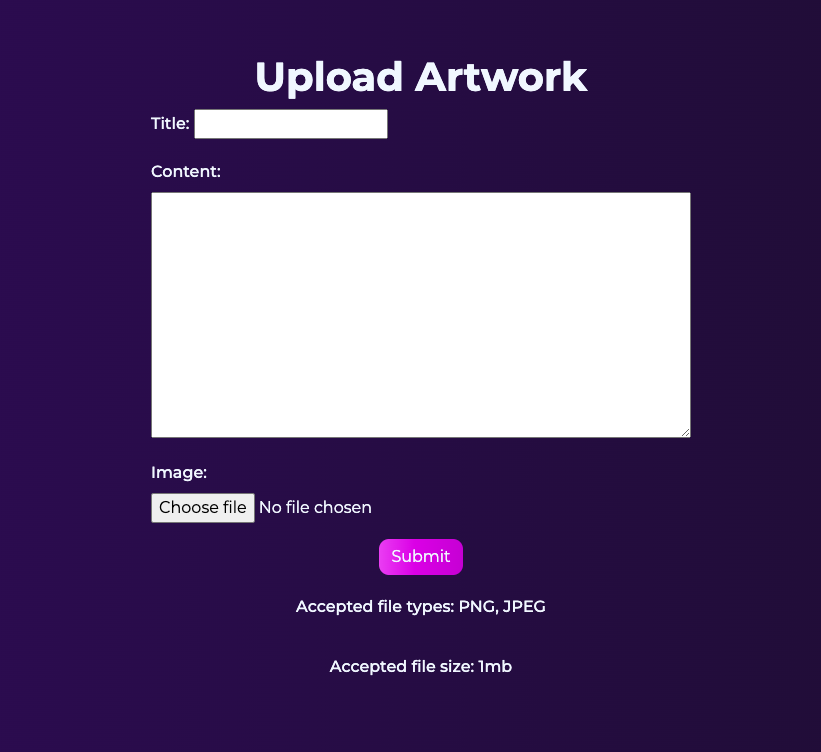 Upload Artwork
Title:
Content:
Image:
Choose file No file chosen
Submit
Accepted file types: PNG, JPEG
Accepted file size: 1mb